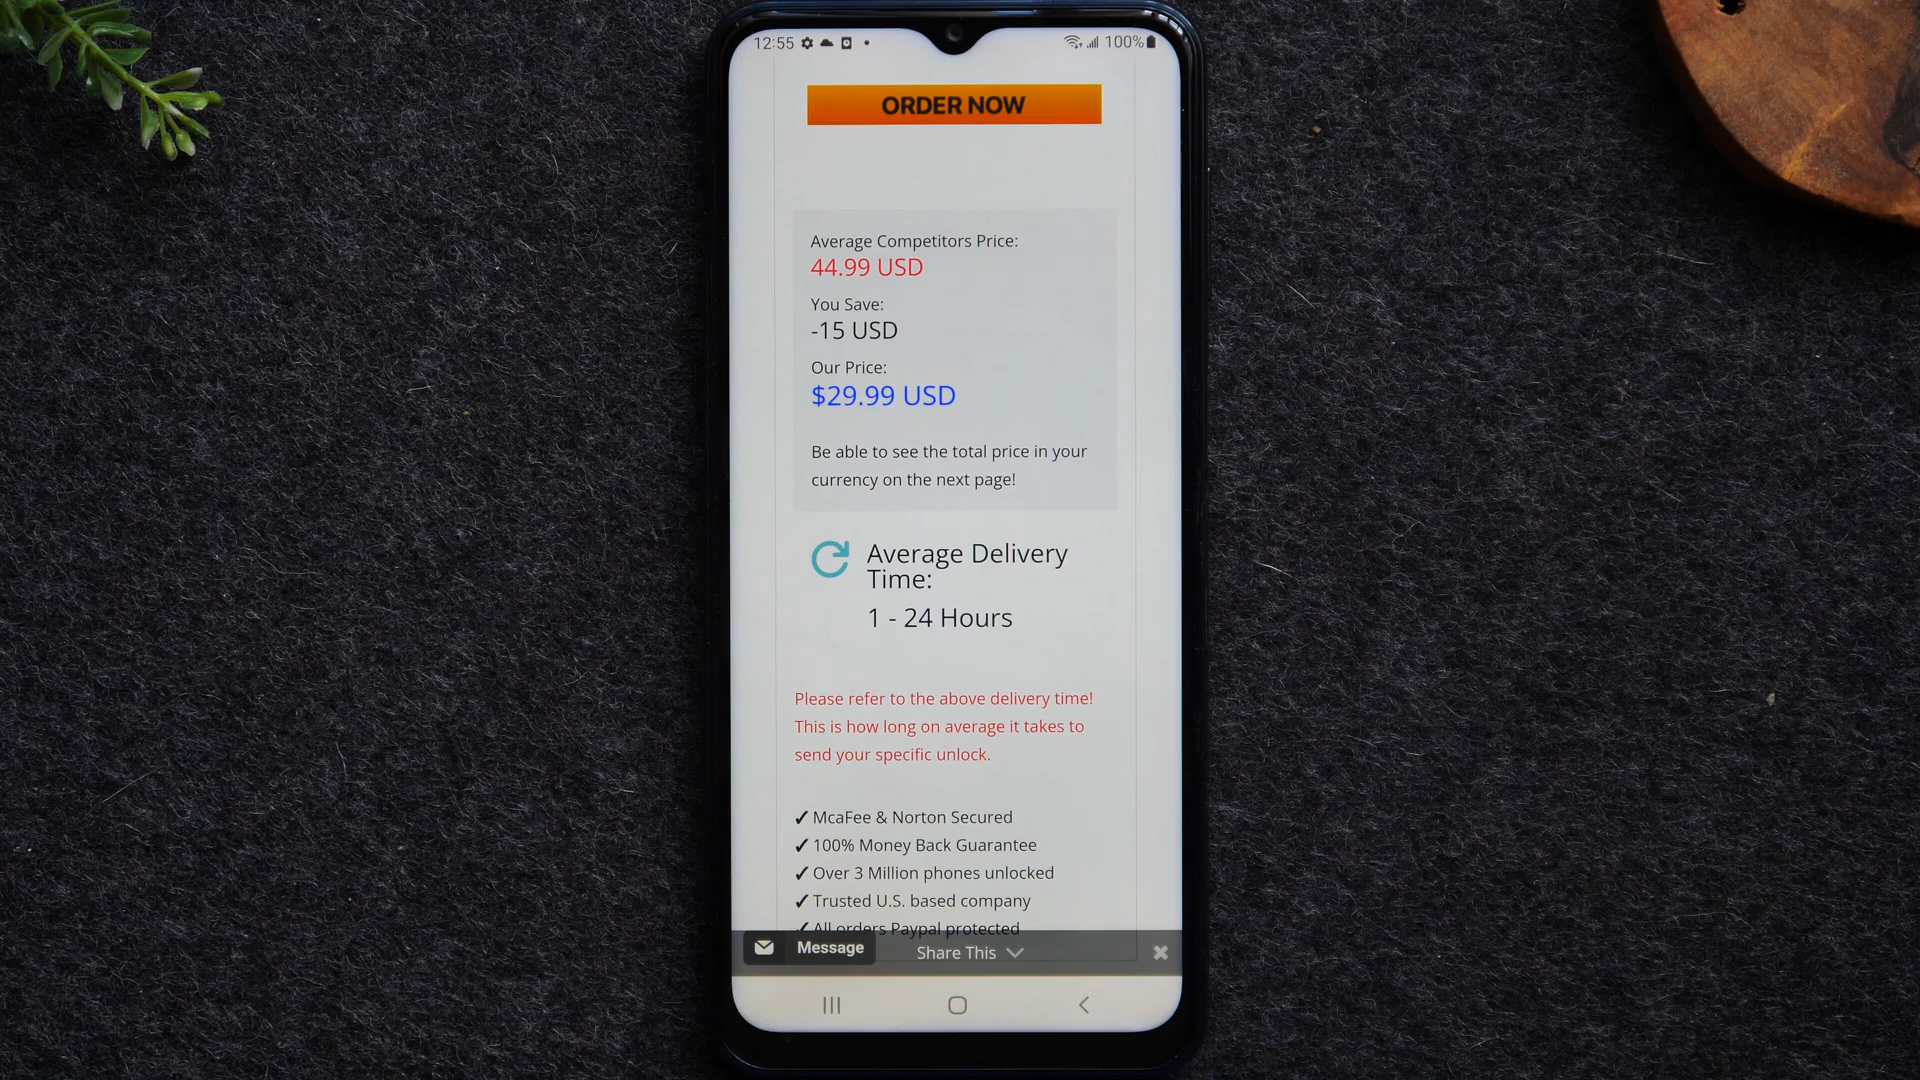 12:55
100%
ORDER NOW
Average Competitors Price:
44.99 USD
You Save:
-15 USD
Our Price:
$29.99 USD
Be able to see the total price in your
currency on the next page!
Average Delivery
Time:
1 - 24 Hours
Please refer to the above delivery time!
This is how long on average it takes to
send your specific unlock.
✓ McaFee & Norton Secured
✓ 100% Money Back Guarantee
✓ Over 3 Million phones unlocked
✓ Trusted U.S. based company
✓ All orders Paypal protected
Message
Share This